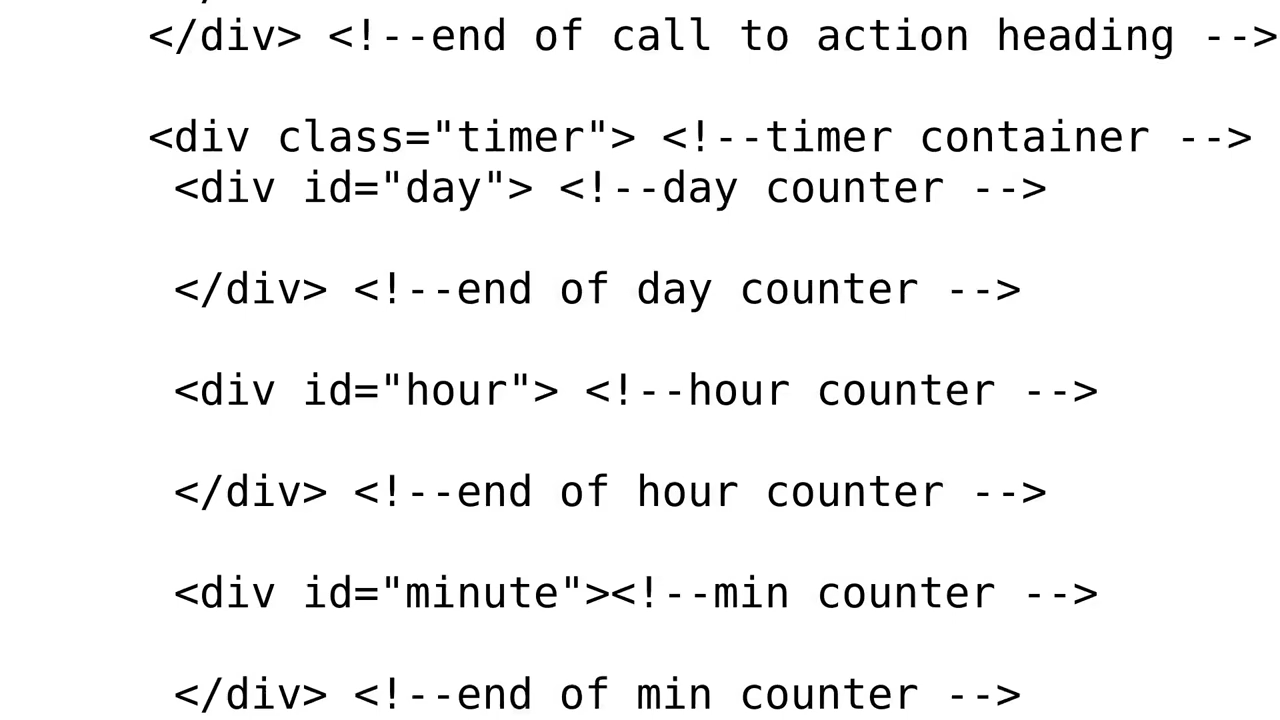 </div> <!--end of call to action heading -->
<div class="timer"> <!--timer container -->
<div id="day"> <!--day counter -->
</div> <!--end of day counter -->
<div id="hour"> <!--hour counter -->
</div> <!--end of hour counter -->
<div id="minute"><!--min counter -->
</div> <!--end of min counter -->